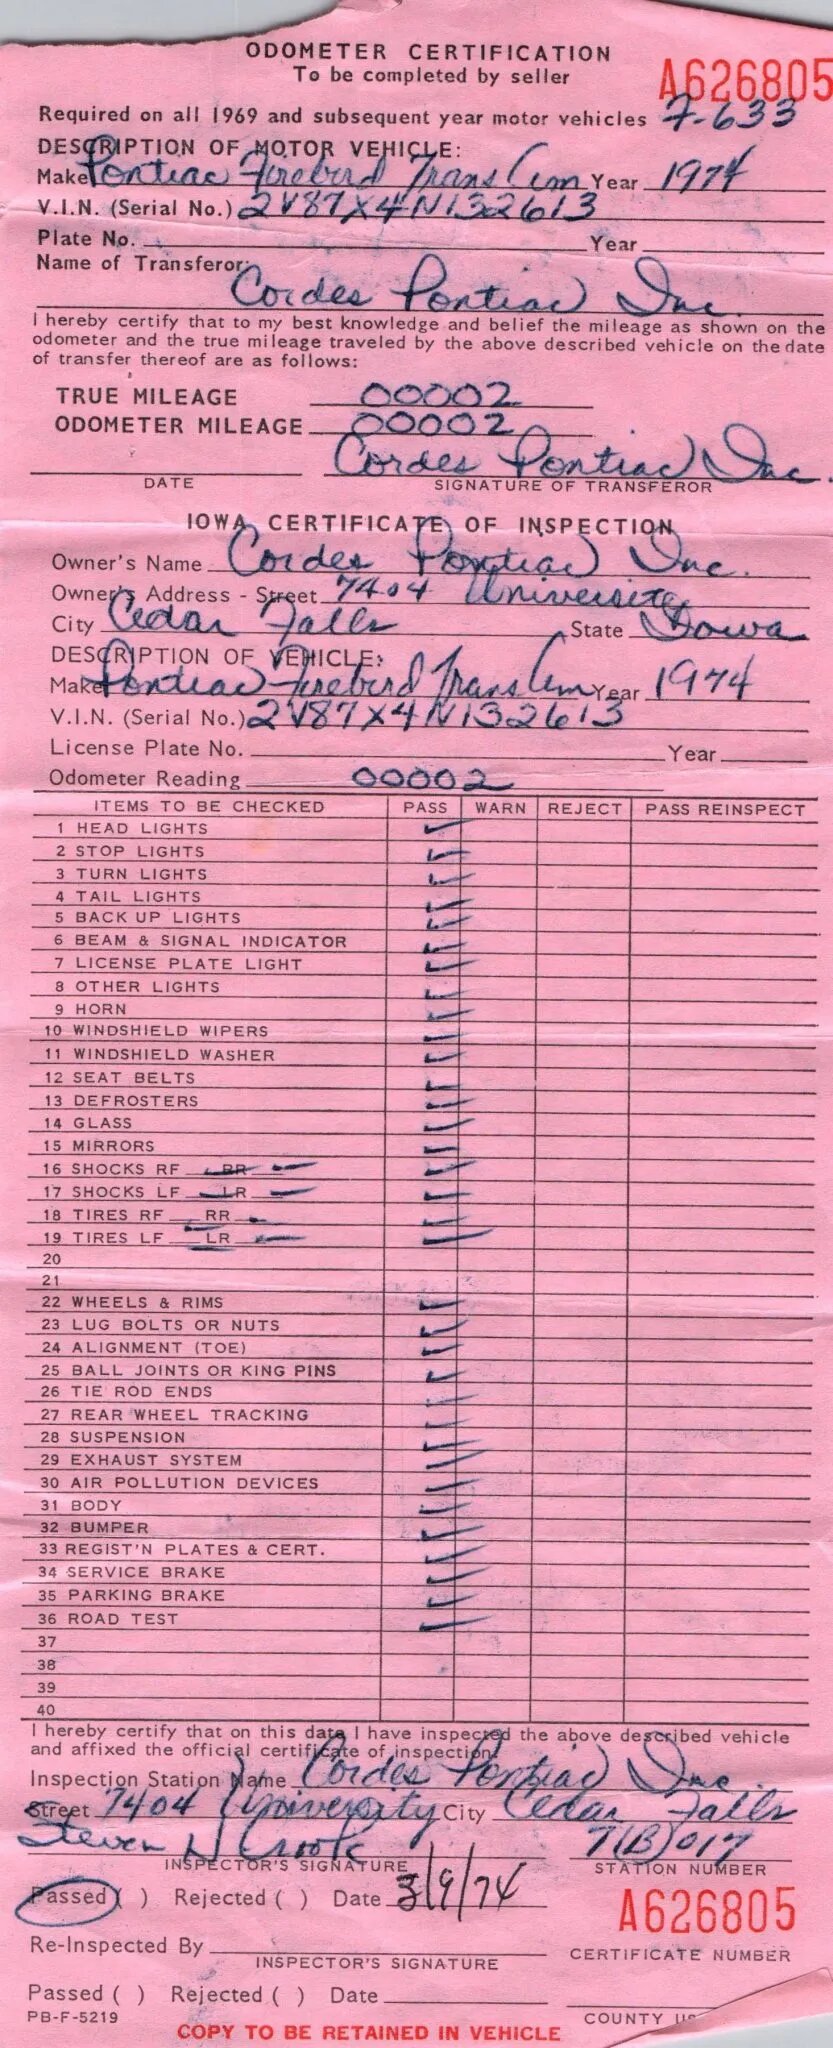 ODOMETER CERTIFICATION
To be completed by seller
A626805
Required on all 1969 and subsequent year motor vehicles 7-633
DESCRIPTION OF MOTOR VEHICLE:
Make Pontiac Firebird Trans Am Year 1974
V.I.N. (Serial No.) 2V87X4N132613
Plate No. Year
Name of Transferor:
Cordes Pontiac Inc.
I hereby certify that to my best knowledge and belief the mileage as shown on the
odometer and the true mileage traveled by the above described vehicle on the date
of transfer thereof are as follows:
TRUE MILEAGE 00002
ODOMETER MILEAGE 00002
Cordes Pontiac Inc.
DATE SIGNATURE OF TRANSFEROR
IOWA CERTIFICATE OF INSPECTION
Owner's Name Cordes Pontiac Inc.
Owner's Address - Street 7404 University
City Cedar Falls State Iowa
DESCRIPTION OF VEHICLE:
Make Pontiac Firebird Trans Am Year 1974
V.I.N. (Serial No.) 2V87X4N132613
License Plate No. Year
Odometer Reading 00002
ITEMS TO BE CHECKED PASS WARN REJECT PASS REINSPECT
1 HEAD LIGHTS
2 STOP LIGHTS
3 TURN LIGHTS
4 TAIL LIGHTS
5 BACK UP LIGHTS
6 BEAM & SIGNAL INDICATOR
7 LICENSE PLATE LIGHT
8 OTHER LIGHTS
9 HORN
10 WINDSHIELD WIPERS
11 WINDSHIELD WASHER
12 SEAT BELTS
13 DEFROSTERS
14 GLASS
15 MIRRORS
16 SHOCKS RF RR
17 SHOCKS LF LR
18 TIRES RF RR
19 TIRES LF LR
20
21
22 WHEELS & RIMS
23 LUG BOLTS OR NUTS
24 ALIGNMENT (TOE)
25 BALL JOINTS OR KING PINS
26 TIE ROD ENDS
27 REAR WHEEL TRACKING
28 SUSPENSION
29 EXHAUST SYSTEM
30 AIR POLLUTION DEVICES
31 BODY
32 BUMPER
33 REGIST'N PLATES & CERT.
34 SERVICE BRAKE
35 PARKING BRAKE
36 ROAD TEST
37
38
39
40
I hereby certify that on this date I have inspected the above described vehicle
and affixed the official certificate of inspection.
Inspection Station Name Cordes Pontiac Inc.
Street 7404 University City Cedar Falls
Steven 7(B)017
INSPECTOR'S SIGNATURE STATION NUMBER
Passed ( ) Rejected ( ) Date 3/9/74
A626805
Re-Inspected By
INSPECTOR'S SIGNATURE CERTIFICATE NUMBER
Passed ( ) Rejected ( ) Date
PB-F-5219 COUNTY
COPY TO BE RETAINED IN VEHICLE